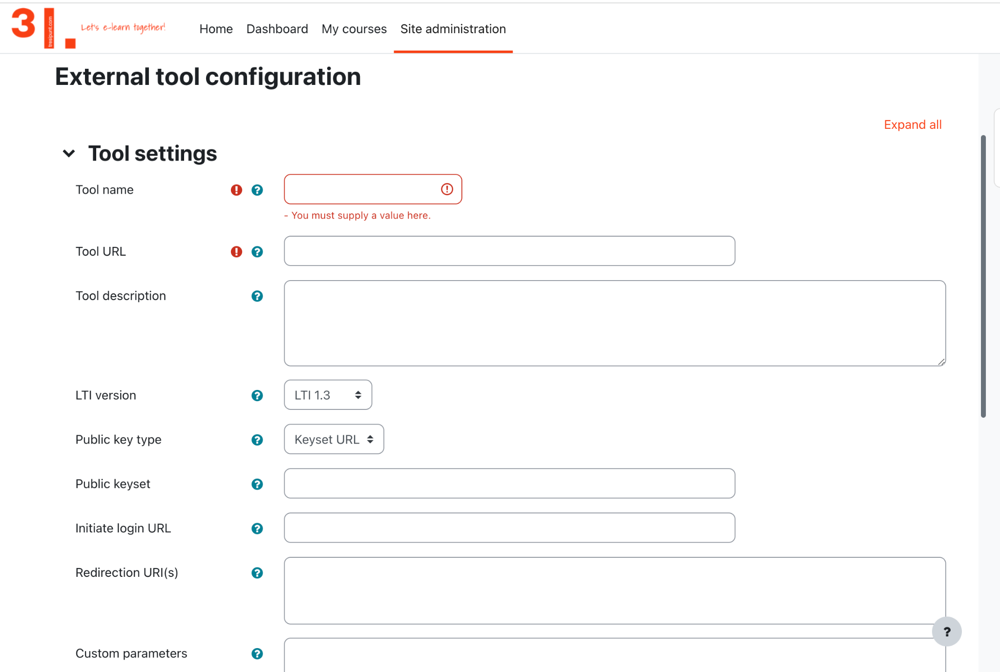 3
tresipunt.com
Let's e-learn together!
Home Dashboard My courses Site administration
External tool configuration
Expand all
Tool settings
Tool name
- You must supply a value here.
Tool URL
Tool description
LTI version
LTI 1.3
Public key type
Keyset URL
Public keyset
Initiate login URL
Redirection URI(s)
?
Custom parameters